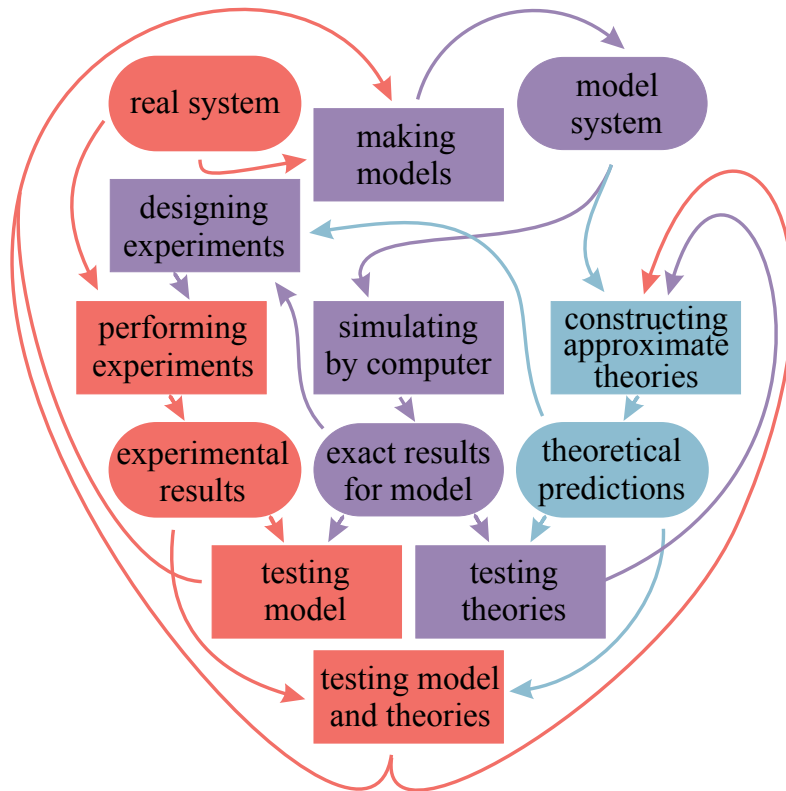 real system
model
system
making
models
designing
experiments
performing
experiments
simulating
by computer
constructing
approximate
theories
experimental
results
exact results
for model
theoretical
predictions
testing
model
testing
theories
testing model
and theories